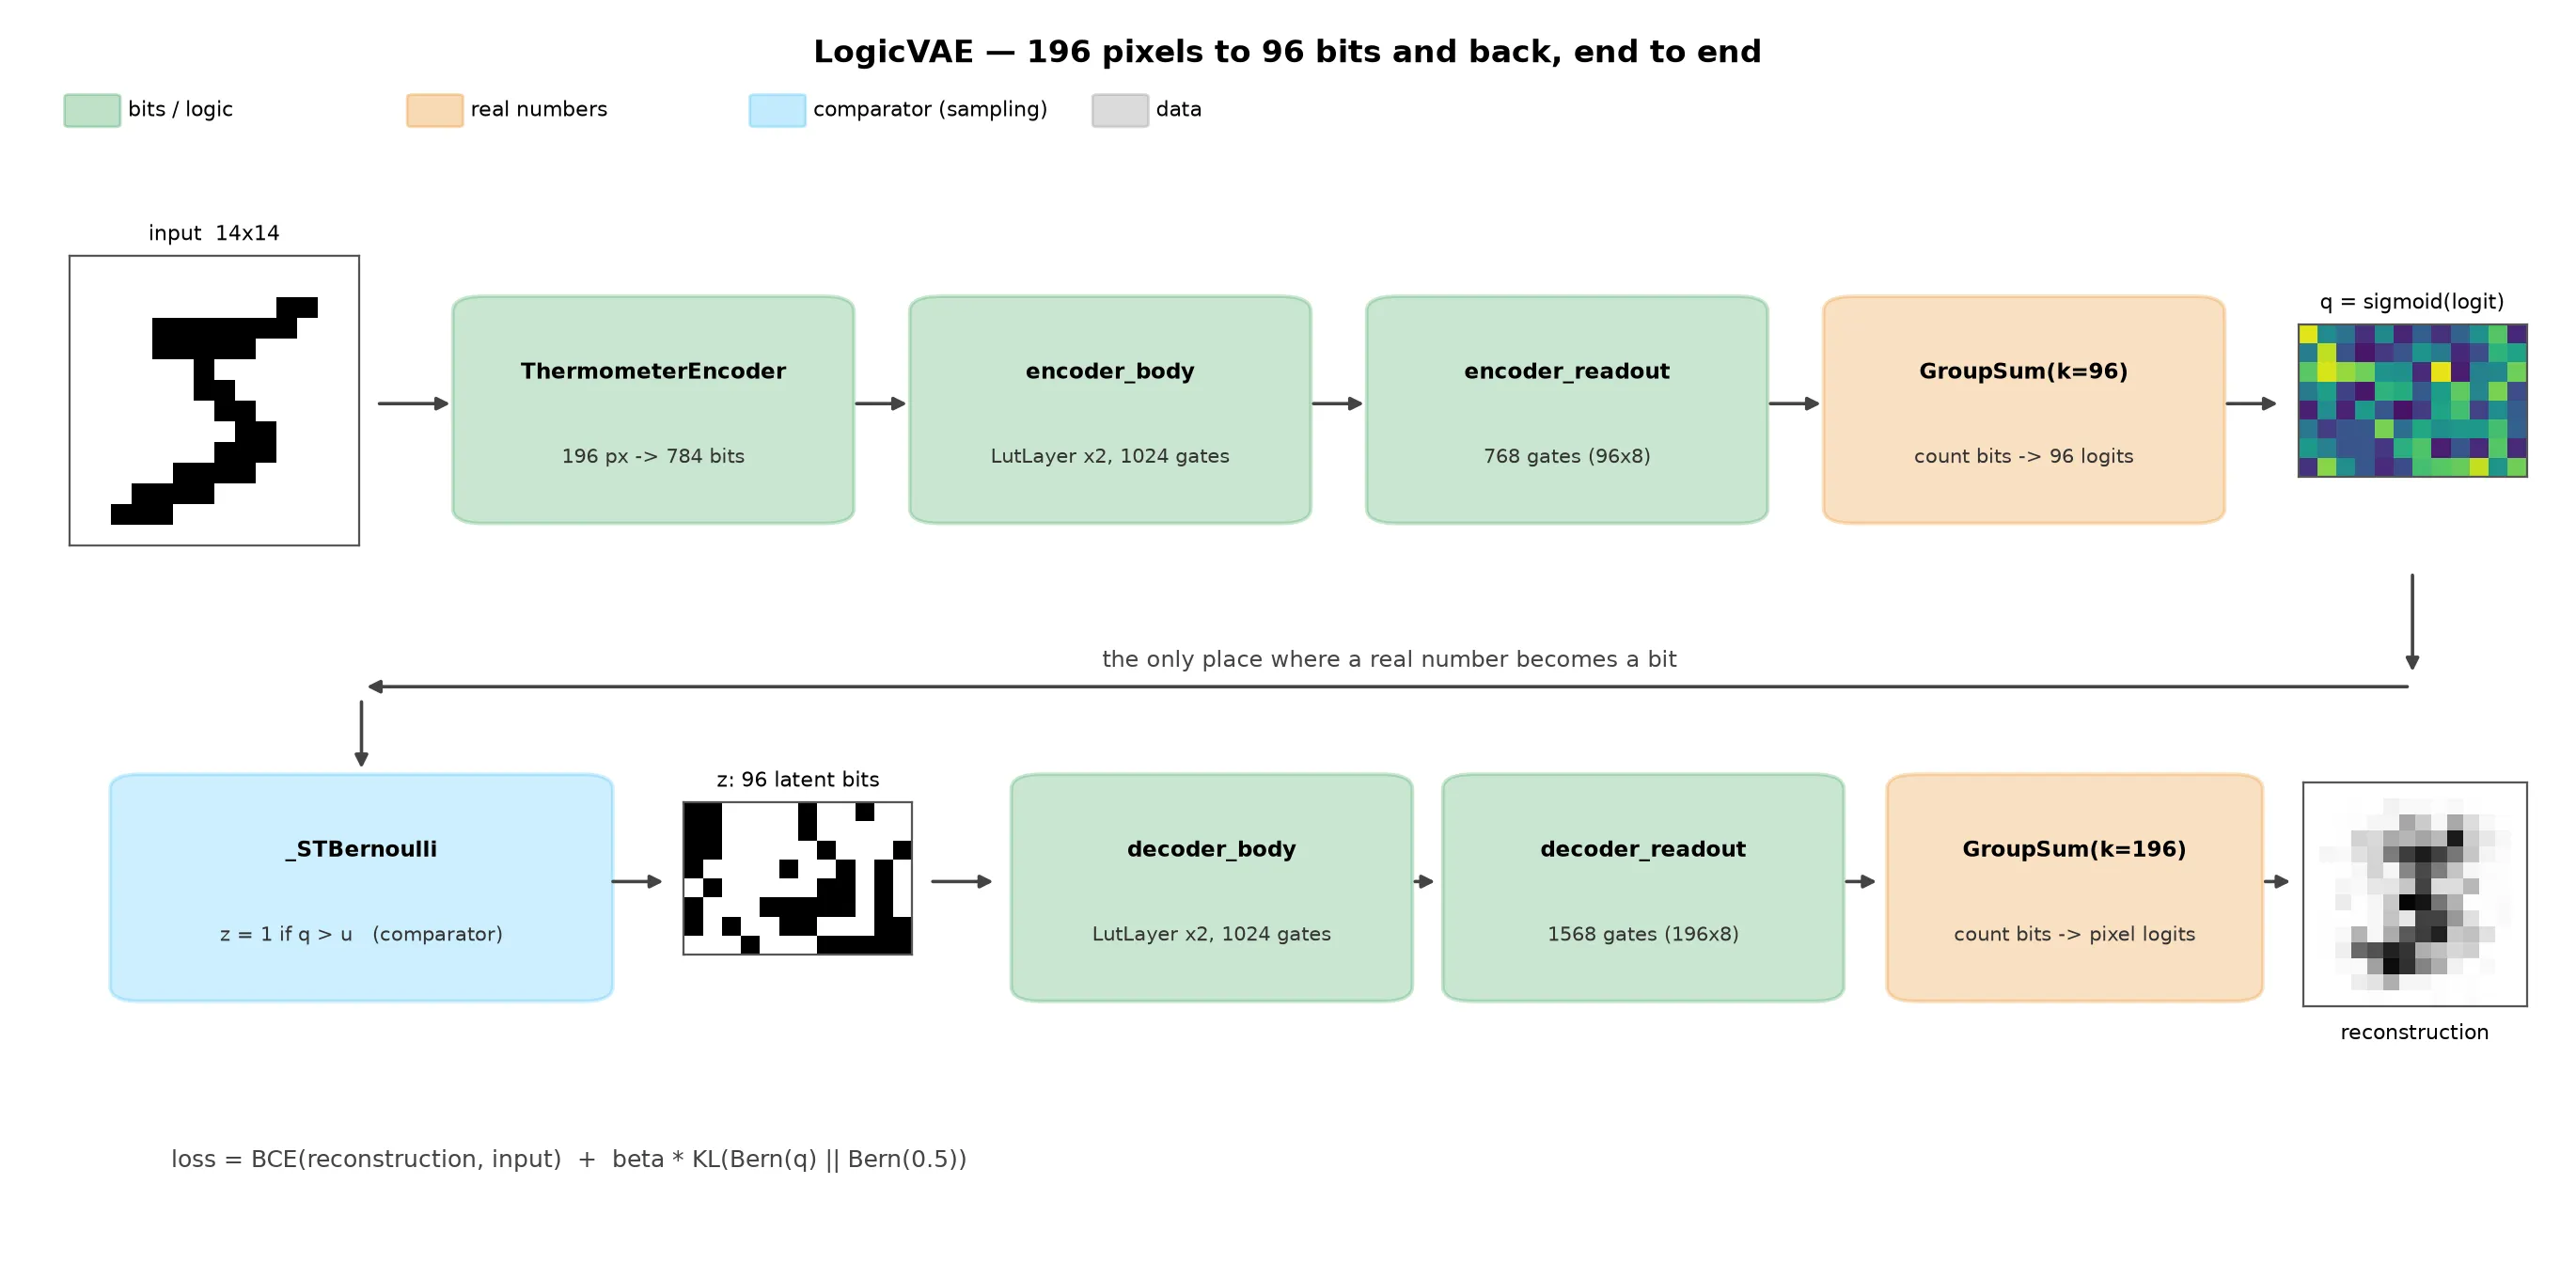 LogicVAE — 196 pixels to 96 bits and back, end to end
bits / logic
real numbers
comparator (sampling)
data
input  14x14
ThermometerEncoder
196 px -> 784 bits
encoder_body
LutLayer x2, 1024 gates
encoder_readout
768 gates (96x8)
GroupSum(k=96)
count bits -> 96 logits
q = sigmoid(logit)
the only place where a real number becomes a bit
_STBernoulli
z = 1 if q > u   (comparator)
z: 96 latent bits
decoder_body
LutLayer x2, 1024 gates
decoder_readout
1568 gates (196x8)
GroupSum(k=196)
count bits -> pixel logits
reconstruction
loss = BCE(reconstruction, input)  +  beta * KL(Bern(q) || Bern(0.5))